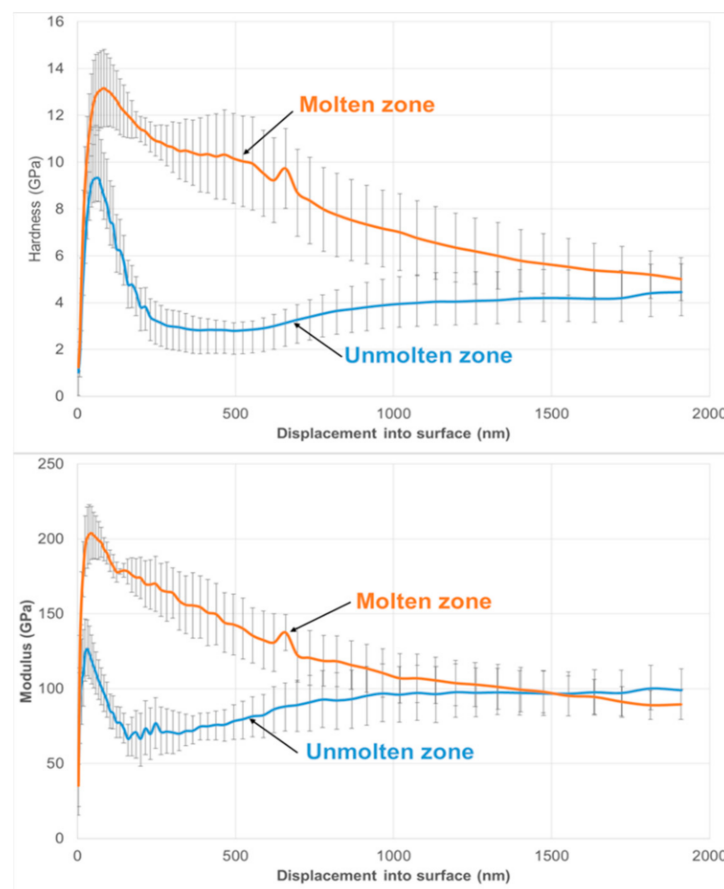 16
14
12
10
8
6
4
2
0
Hardness (GPa)
Molten zone
Unmolten zone
0 500 1000 1500 2000
Displacement into surface (nm)
250
200
150
100
50
0
Modulus (GPa)
Molten zone
Unmolten zone
0 500 1000 1500 2000
Displacement into surface (nm)